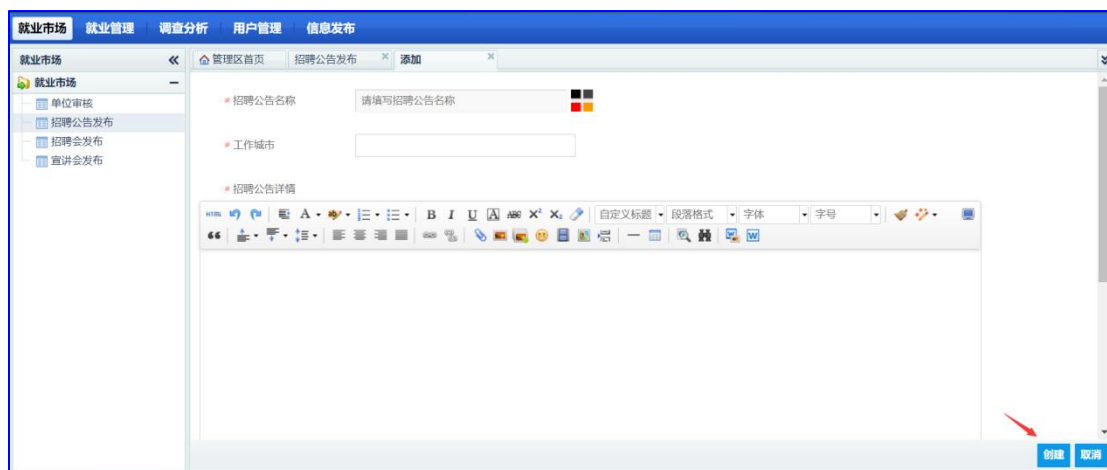 就业市场 就业管理 调查分析 用户管理 信息发布
就业市场 管理区首页 招聘公告发布 添加
就业市场
单位审核
招聘公告发布
招聘会发布
宣讲会发布
*招聘公告名称 请填写招聘公告名称
*工作城市
*招聘公告详情
HTML A B I U A ABC X² X₂ 自定义标题 段落格式 字体 字号
W
创建 取消